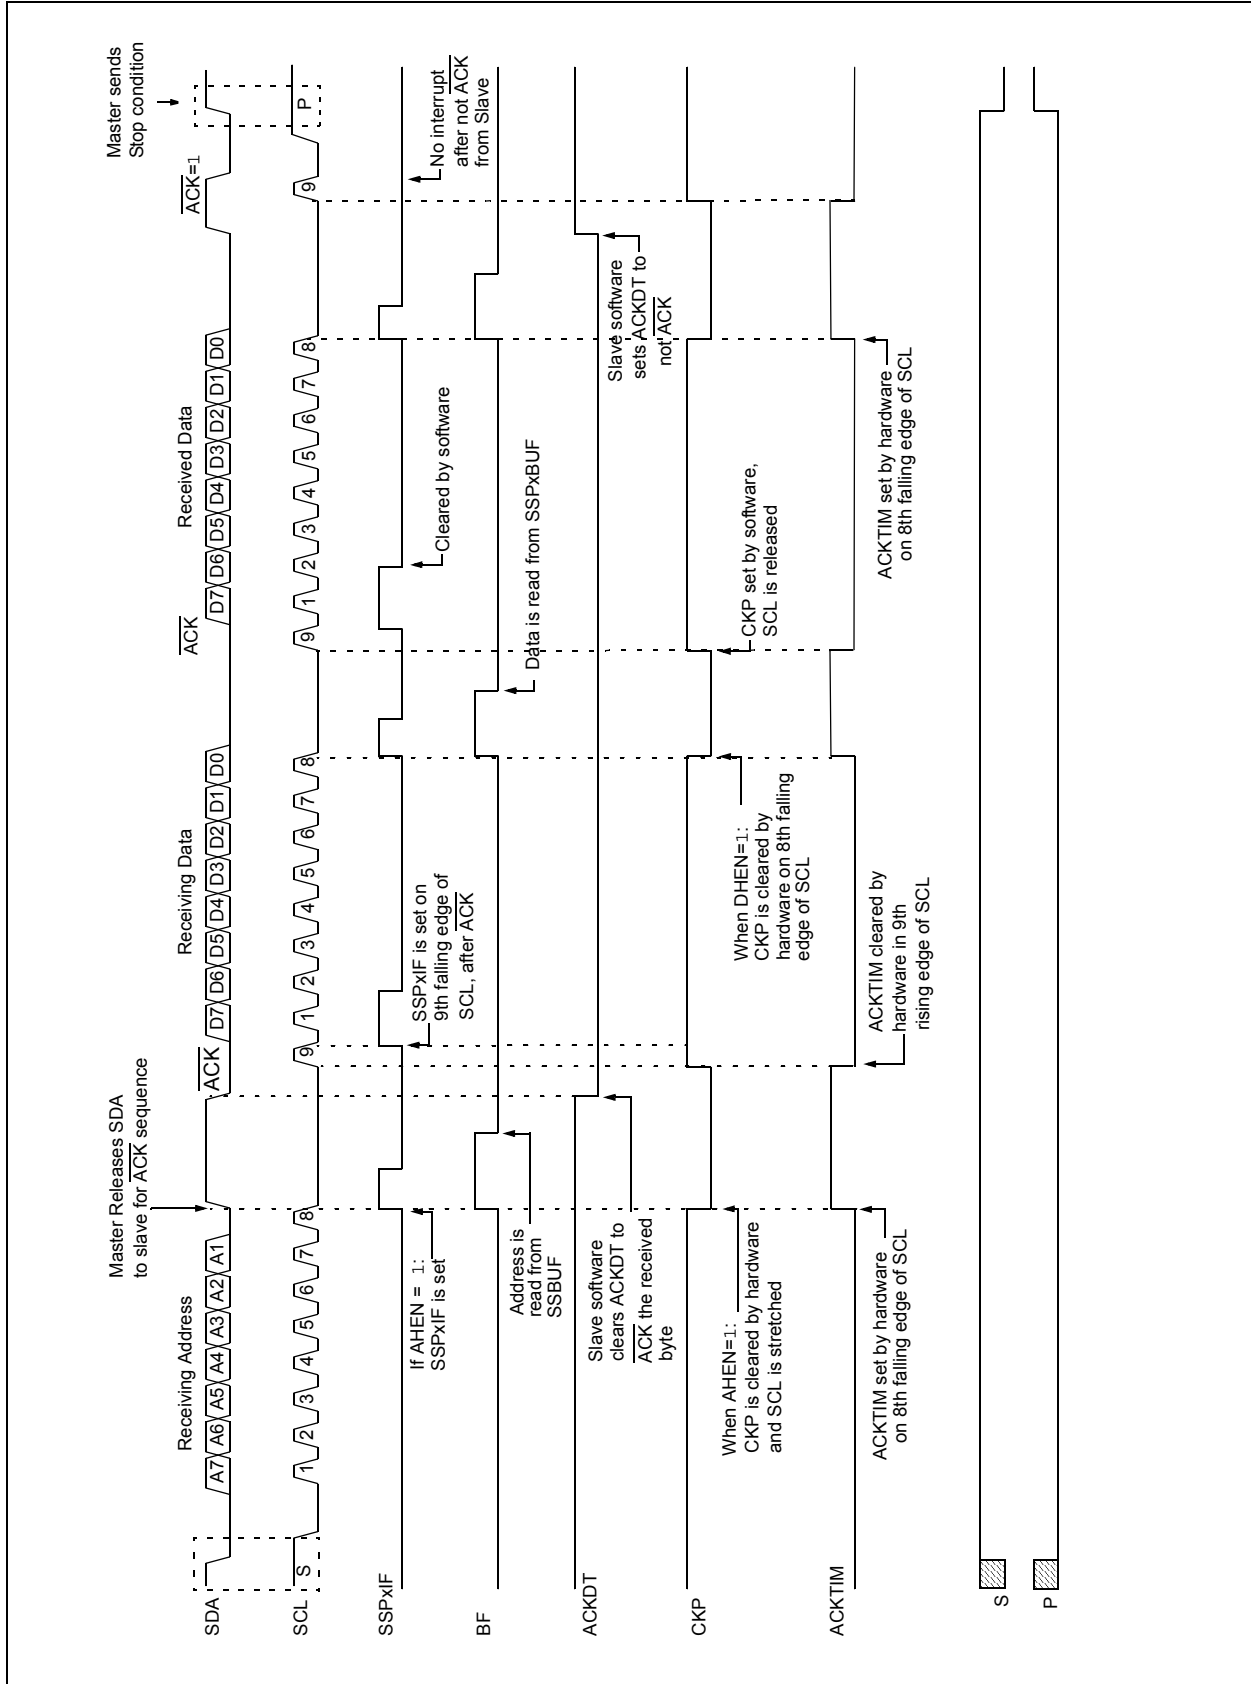 Master Releases SDA
to slave for ACK sequence
Master sends
Stop condition
Receiving Address
ACK
Receiving Data
ACK
Received Data
ACK=1
SDA
A7 A6 A5 A4 A3 A2 A1
D7 D6 D5 D4 D3 D2 D1 D0
D7 D6 D5 D4 D3 D2 D1 D0
SCL
S
1 2 3 4 5 6 7 8 9
1 2 3 4 5 6 7 8 9
1 2 3 4 5 6 7 8 9
P
SSPxIF
If AHEN = 1:
SSPxIF is set
SSPxIF is set on
9th falling edge of
SCL, after ACK
Cleared by software
No interrupt
after not ACK
from Slave
BF
Address is
read from
SSBUF
Data is read from SSPxBUF
ACKDT
Slave software
clears ACKDT to
ACK the received
byte
Slave software
sets ACKDT to
not ACK
CKP
When AHEN=1:
CKP is cleared by hardware
and SCL is stretched
When DHEN=1:
CKP is cleared by
hardware on 8th falling
edge of SCL
CKP set by software,
SCL is released
ACKTIM
ACKTIM set by hardware
on 8th falling edge of SCL
ACKTIM cleared by
hardware in 9th
rising edge of SCL
ACKTIM set by hardware
on 8th falling edge of SCL
S
P